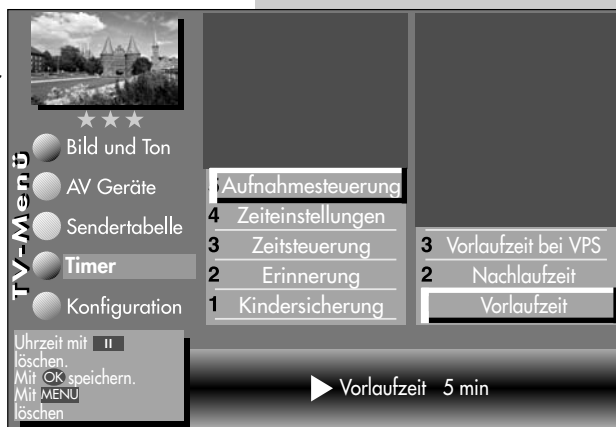 TV-Menü
Bild und Ton
AV Geräte
Sendertabelle
Timer
Konfiguration
Uhrzeit mit II
löschen.
Mit OK speichern.
Mit MENU
löschen
5 Aufnahmesteuerung
4 Zeiteinstellungen
3 Zeitsteuerung
2 Erinnerung
1 Kindersicherung
3 Vorlaufzeit bei VPS
2 Nachlaufzeit
Vorlaufzeit
Vorlaufzeit 5 min